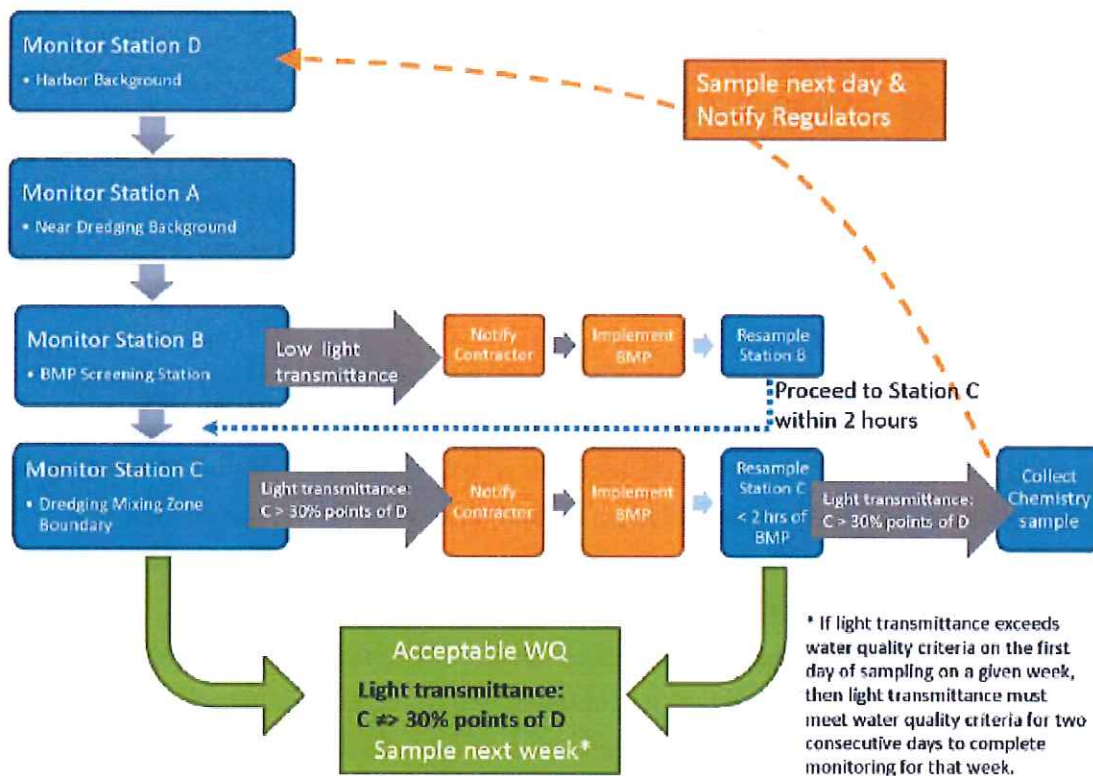 Monitor Station D
• Harbor Background
Sample next day &
Notify Regulators
Monitor Station A
• Near Dredging Background
Monitor Station B
• BMP Screening Station
Low light
transmittance
Notify
Contractor
Implement
BMP
Resample
Station B
Proceed to Station C
within 2 hours
Monitor Station C
• Dredging Mixing Zone
Boundary
Light transmittance:
C > 30% points of D
Notify
Contractor
Implement
BMP
Resample
Station C
< 2 hrs of
BMP
Light transmittance:
C > 30% points of D
Collect
Chemistry
sample
Acceptable WQ
Light transmittance:
C ≯ 30% points of D
Sample next week*
* If light transmittance exceeds
water quality criteria on the first
day of sampling on a given week,
then light transmittance must
meet water quality criteria for two
consecutive days to complete
monitoring for that week.